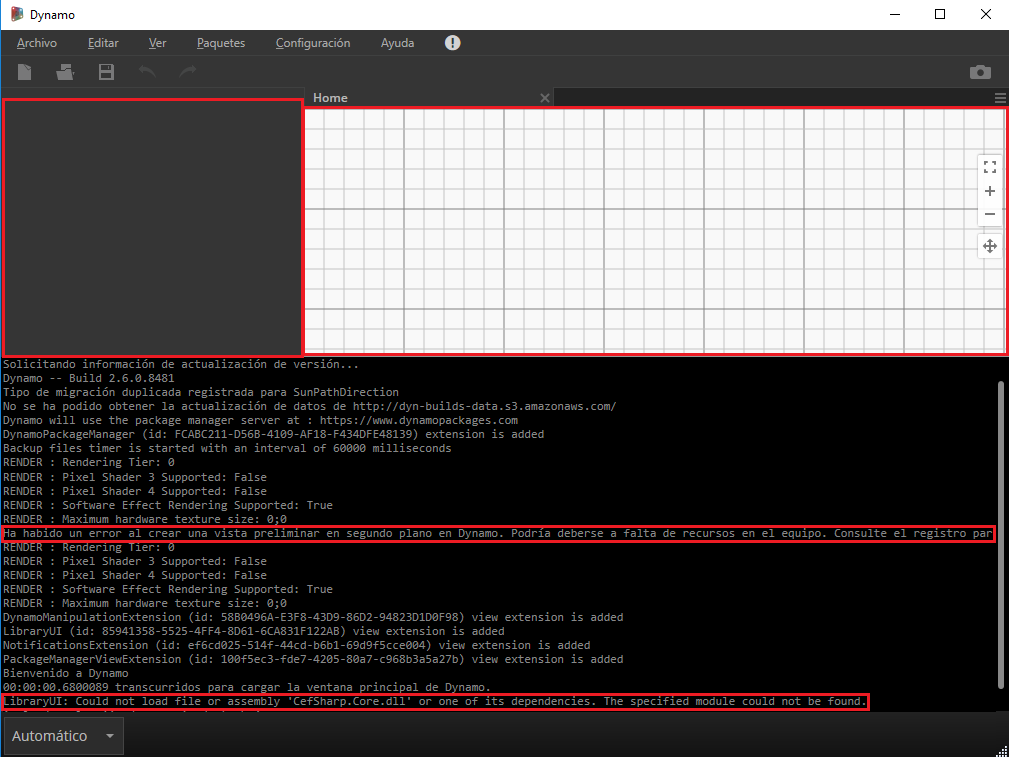 Dynamo
Archivo Editar Ver Paquetes Configuración Ayuda
Home
Solicitando información de actualización de versión...
Dynamo -- Build 2.6.0.8481
Tipo de migración duplicada registrada para SunPathDirection
No se ha podido obtener la actualización de datos de http://dyn-builds-data.s3.amazonaws.com/
Dynamo will use the package manager server at : https://www.dynamopackages.com
DynamoPackageManager (id: FCABC211-D56B-4109-AF18-F434DFE48139) extension is added
Backup files timer is started with an interval of 60000 milliseconds
RENDER : Rendering Tier: 0
RENDER : Pixel Shader 3 Supported: False
RENDER : Pixel Shader 4 Supported: False
RENDER : Software Effect Rendering Supported: True
RENDER : Maximum hardware texture size: 0;0
Ha habido un error al crear una vista preliminar en segundo plano en Dynamo. Podría deberse a falta de recursos en el equipo. Consulte el registro par
RENDER : Rendering Tier: 0
RENDER : Pixel Shader 3 Supported: False
RENDER : Pixel Shader 4 Supported: False
RENDER : Software Effect Rendering Supported: True
RENDER : Maximum hardware texture size: 0;0
DynamoManipulationExtension (id: 58B0496A-E3F8-43D9-86D2-94823D1D0F98) view extension is added
LibraryUI (id: 85941358-5525-4FF4-8D61-6CA831F122AB) view extension is added
NotificationsExtension (id: ef6cd025-514f-44cd-b6b1-69d9f5cce004) view extension is added
PackageManagerViewExtension (id: 100f5ec3-fde7-4205-80a7-c968b3a5a27b) view extension is added
Bienvenido a Dynamo
00:00:00.6800089 transcurridos para cargar la ventana principal de Dynamo.
LibraryUI: Could not load file or assembly 'CefSharp.Core.dll' or one of its dependencies. The specified module could not be found.
Automático